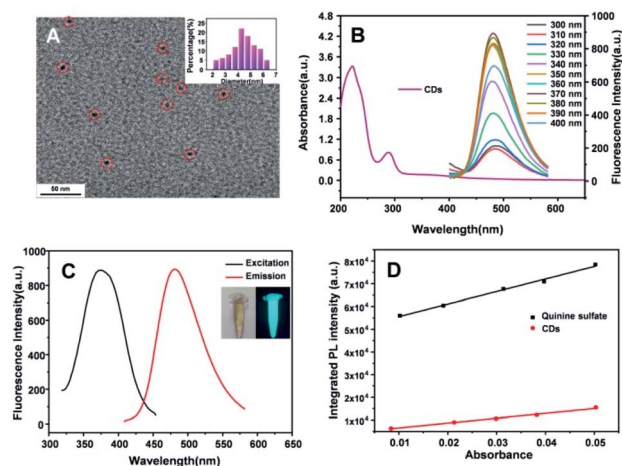 A
Percentage(%)
25
20
15
10
5
0
2 3 4 5 6 7
Diameter(nm)
50 nm
B
Absorbance(a.u.)
4.8
4.2
3.6
3.0
2.4
1.8
1.2
0.6
0.0
CDs
300 nm
310 nm
320 nm
330 nm
340 nm
350 nm
360 nm
370 nm
380 nm
390 nm
400 nm
1000
800
600
400
200
0
Fluorescence Intensity(a.u.)
200 300 400 500 600
Wavelength(nm)
C
Fluorescence Intensity(a.u.)
1000
800
600
400
200
0
Excitation
Emission
300 350 400 450 500 550 600 650
Wavelength(nm)
D
Integrated PL intensity(a.u.)
8x10⁴
7x10⁴
6x10⁴
5x10⁴
4x10⁴
2x10⁴
1x10⁴
Quinine sulfate
CDs
0.01 0.02 0.03 0.04 0.05
Absorbance